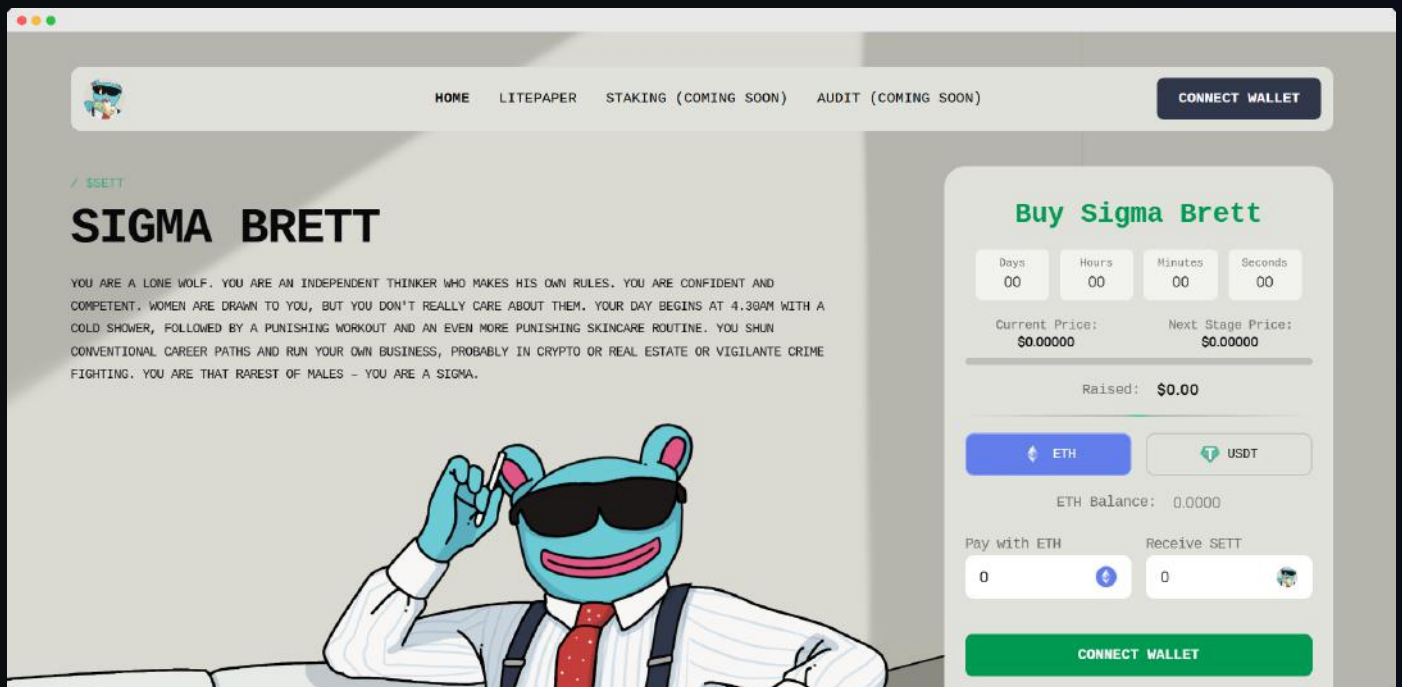 HOME LITEPAPER STAKING (COMING SOON) AUDIT (COMING SOON) CONNECT WALLET
/ $SETT
SIGMA BRETT
YOU ARE A LONE WOLF. YOU ARE AN INDEPENDENT THINKER WHO MAKES HIS OWN RULES. YOU ARE CONFIDENT AND
COMPETENT. WOMEN ARE DRAWN TO YOU, BUT YOU DON'T REALLY CARE ABOUT THEM. YOUR DAY BEGINS AT 4.30AM WITH A
COLD SHOWER, FOLLOWED BY A PUNISHING WORKOUT AND AN EVEN MORE PUNISHING SKINCARE ROUTINE. YOU SHUN
CONVENTIONAL CAREER PATHS AND RUN YOUR OWN BUSINESS, PROBABLY IN CRYPTO OR REAL ESTATE OR VIGILANTE CRIME
FIGHTING. YOU ARE THAT RAREST OF MALES – YOU ARE A SIGMA.
Buy Sigma Brett
Days Hours Minutes Seconds
00 00 00 00
Current Price: Next Stage Price:
$0.00000 $0.00000
Raised: $0.00
ETH USDT
ETH Balance: 0.0000
Pay with ETH Receive SETT
0 0
CONNECT WALLET